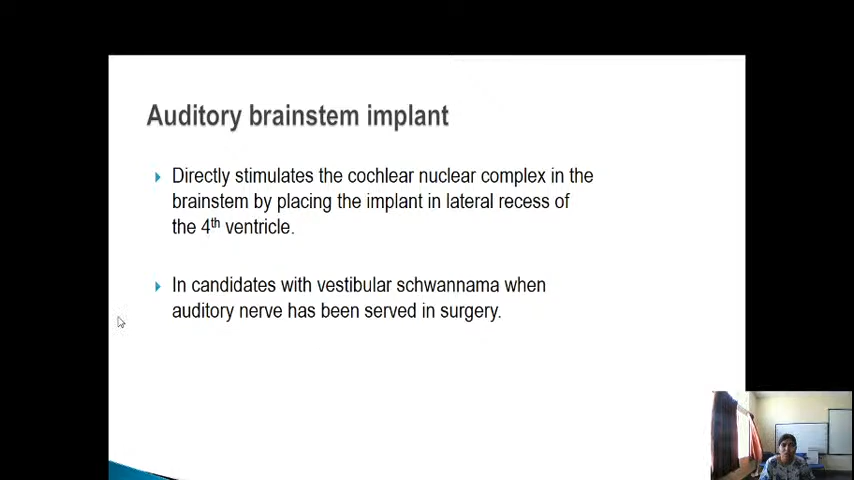 Auditory brainstem implant
Directly stimulates the cochlear nuclear complex in the
brainstem by placing the implant in lateral recess of
the 4th ventricle.
In candidates with vestibular schwannama when
auditory nerve has been served in surgery.